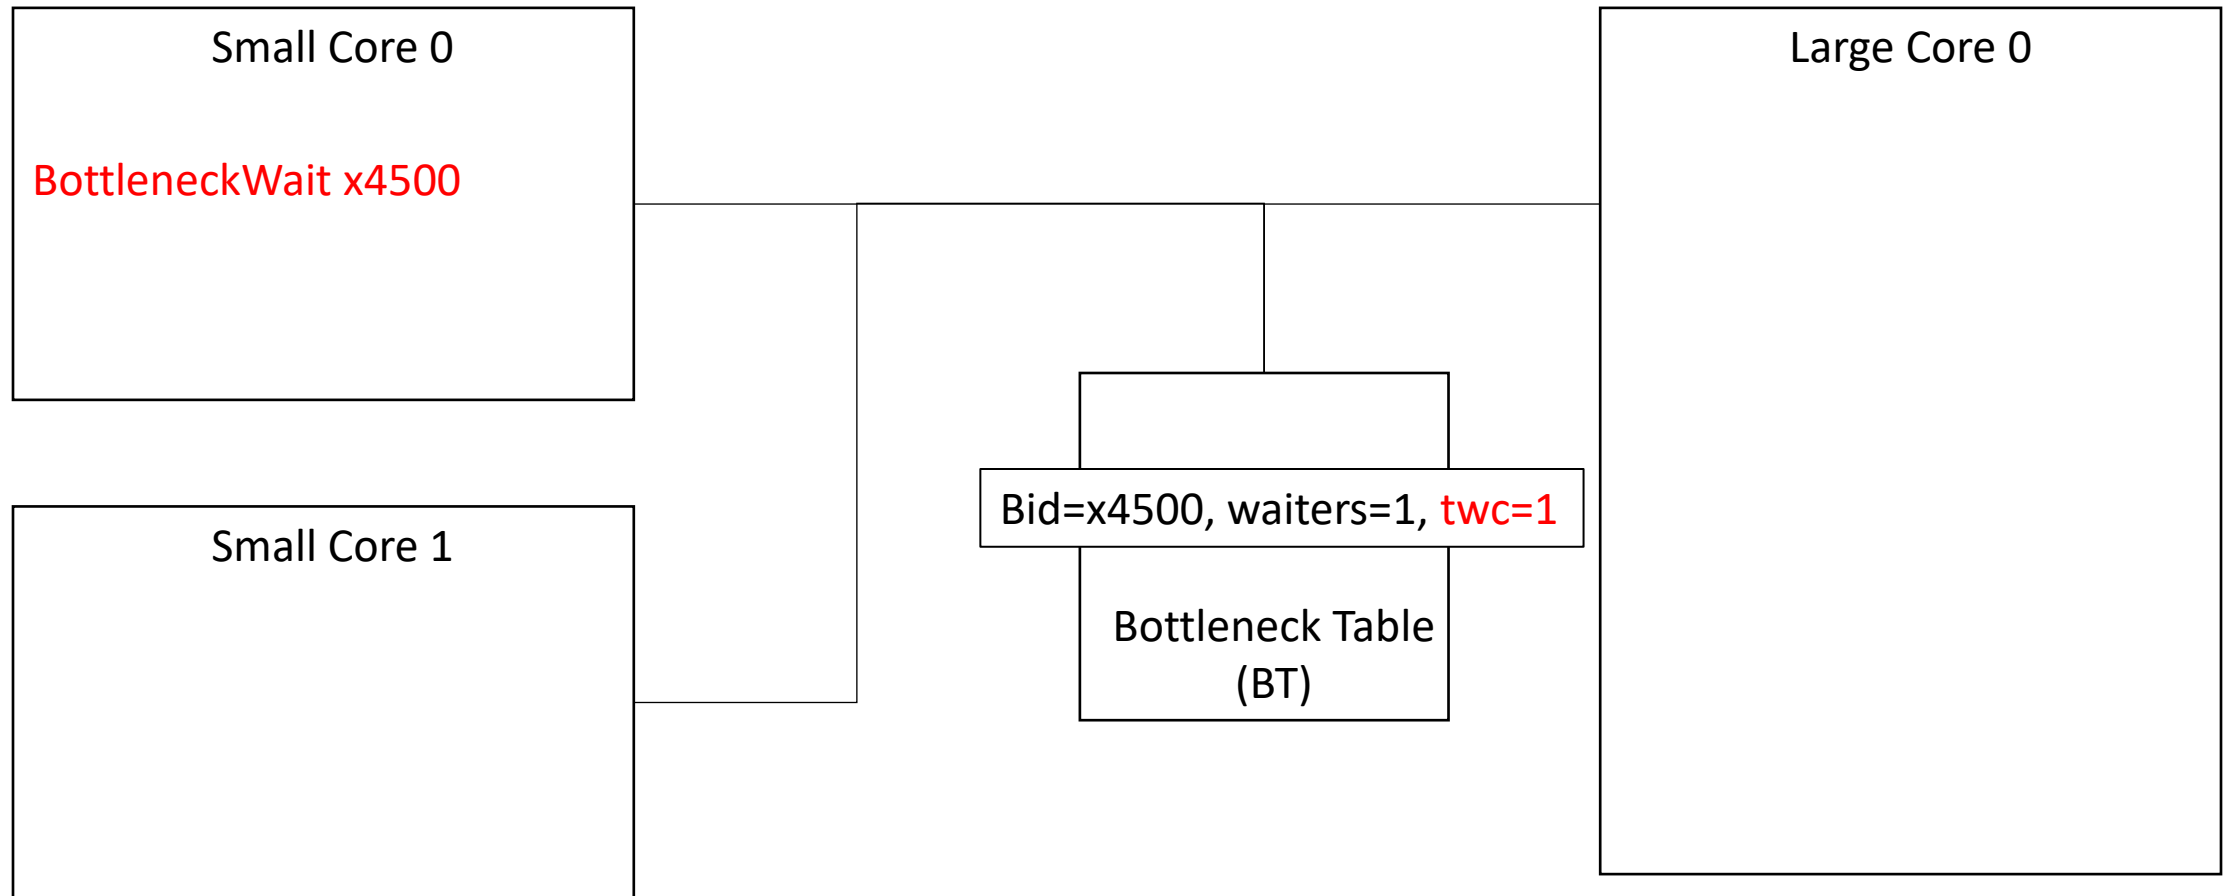 Small Core 0
Large Core 0
BottleneckWait x4500
Bid=x4500, waiters=1, twc=1
Small Core 1
Bottleneck Table
(BT)